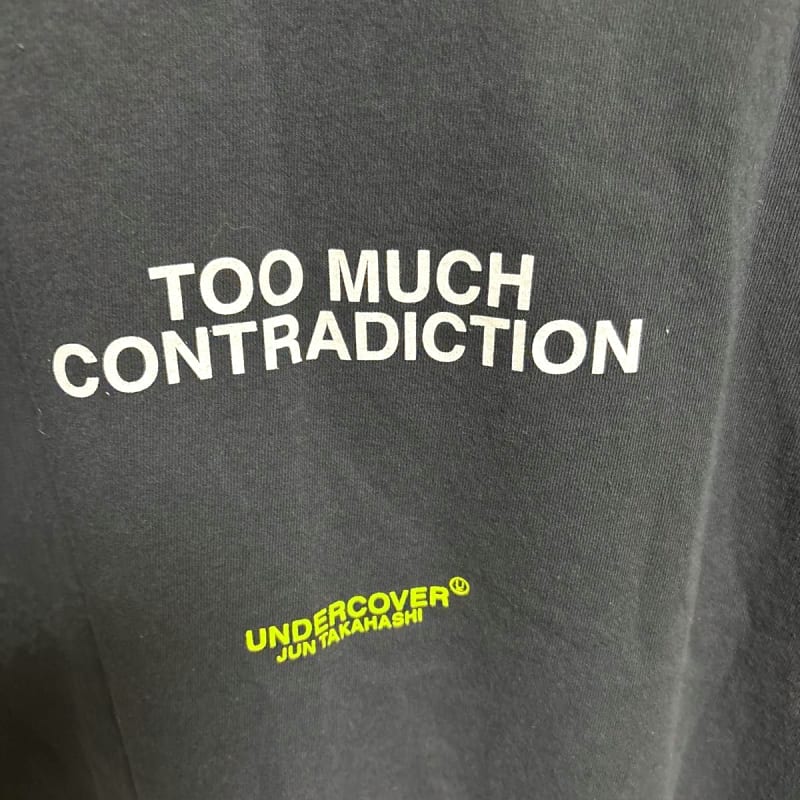 TOO MUCH
CONTRADICTION
UNDERCOVER Ⓤ
JUN TAKAHASHI